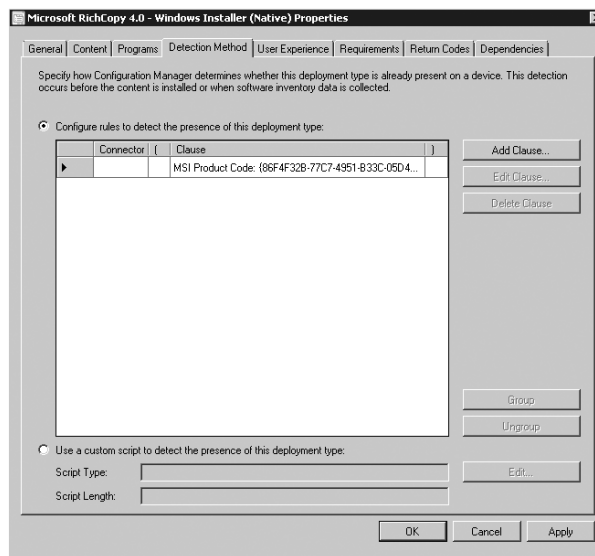 Microsoft RichCopy 4.0 - Windows Installer (Native) Properties
General Content Programs Detection Method User Experience Requirements Return Codes Dependencies
Specify how Configuration Manager determines whether this deployment type is already present on a device. This detection
occurs before the content is installed or when software inventory data is collected.
Configure rules to detect the presence of this deployment type:
Connector ( Clause )
MSI Product Code: {86F4F32B-77C7-4951-B33C-05D4...
Add Clause...
Edit Clause...
Delete Clause
Group
Ungroup
Use a custom script to detect the presence of this deployment type:
Script Type:
Edit...
Script Length:
OK Cancel Apply